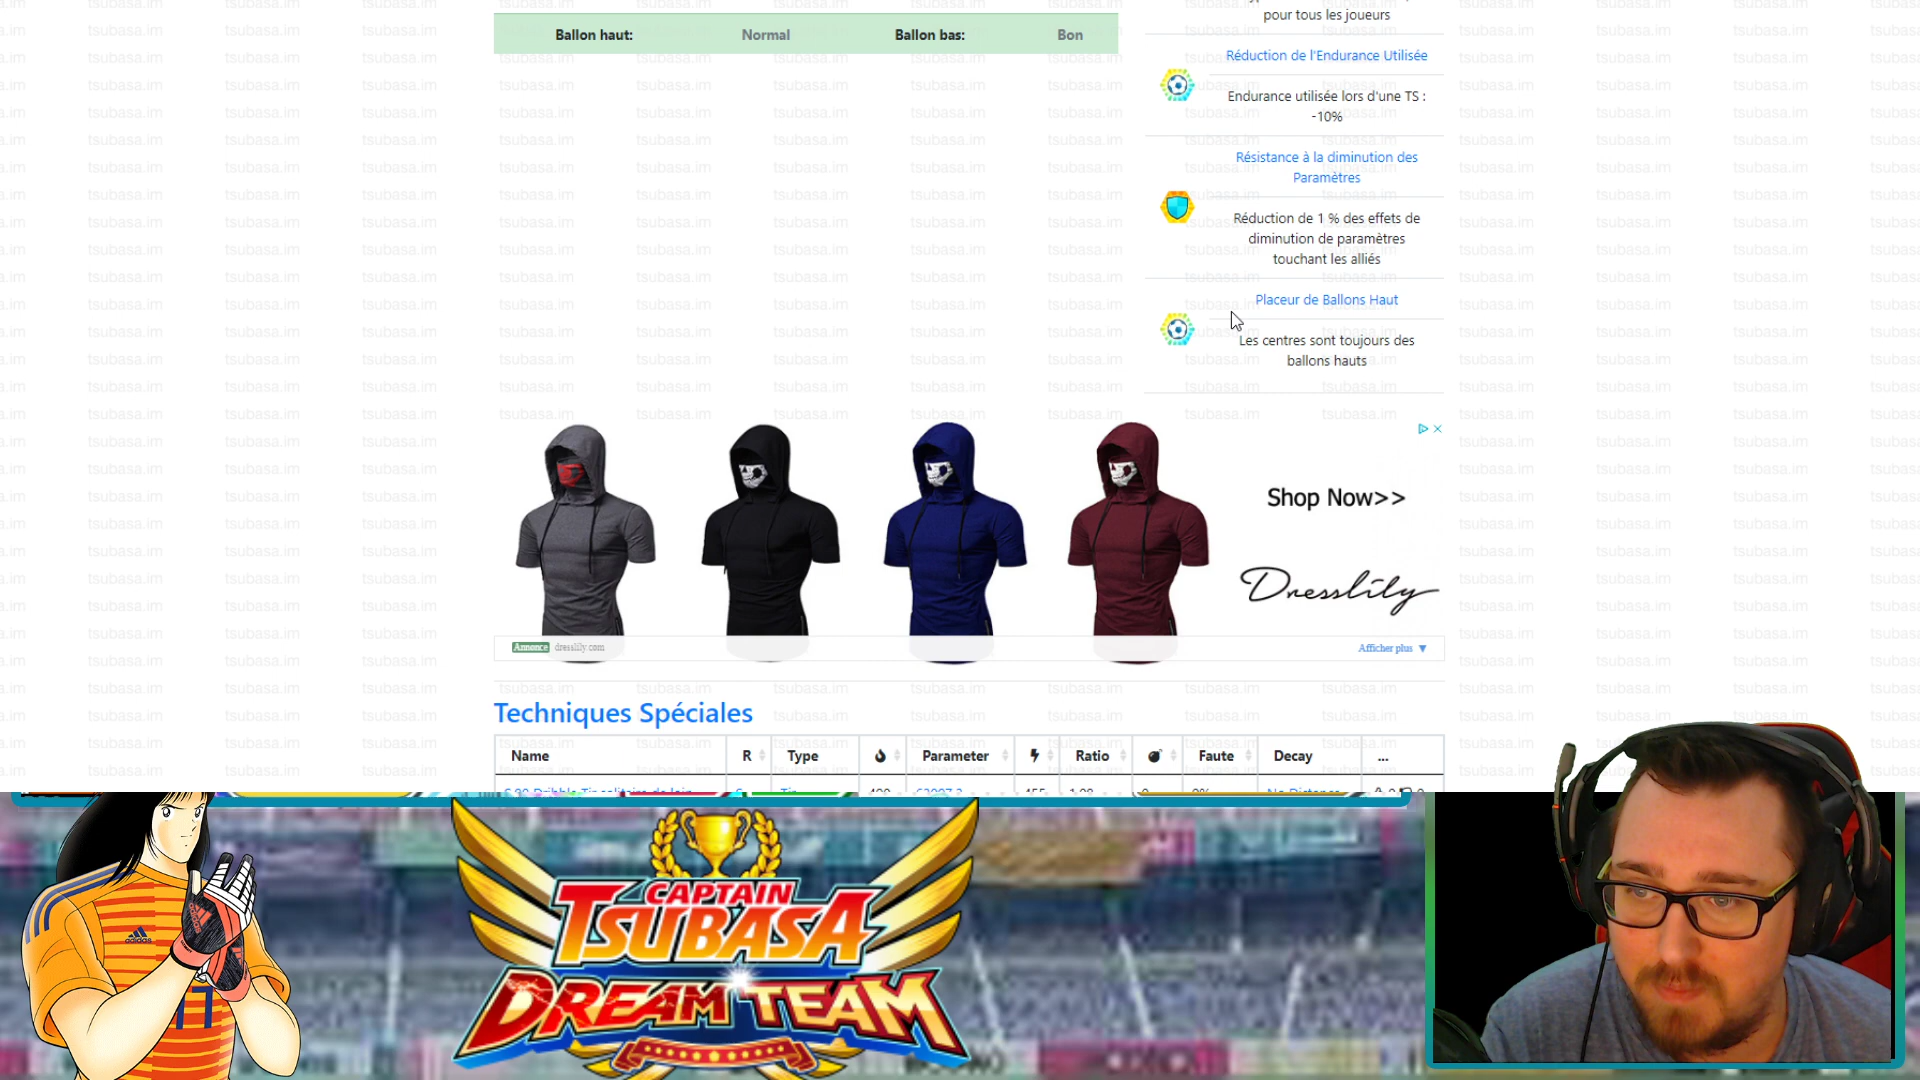 pour tous les joueurs
Ballon haut: Normal Ballon bas: Bon
Réduction de l'Endurance Utilisée
Endurance utilisée lors d'une TS :
-10%
Résistance à la diminution des
Paramètres
Réduction de 1 % des effets de
diminution de paramètres
touchant les alliés
Placeur de Ballons Haut
Les centres sont toujours des
ballons hauts
Shop Now>>
Dresslily
Annonce dresslily.com
Afficher plus
Techniques Spéciales
Name R Type Parameter Ratio Faute Decay ...
tsubasa.im
CAPTAIN
TSUBASA
DREAM TEAM
adidas